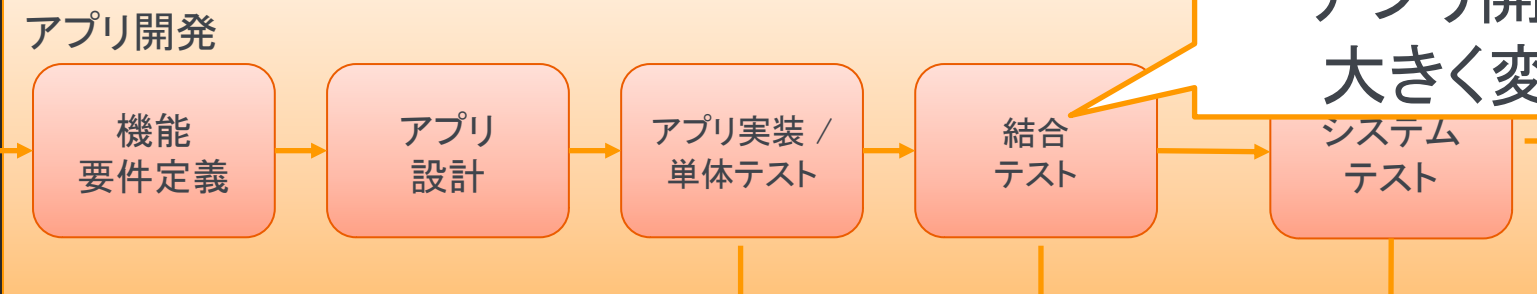 アプリ開発
大きく変
機能
要件定義
アプリ
設計
アプリ実装 /
単体テスト
結合
テスト
システム
テスト